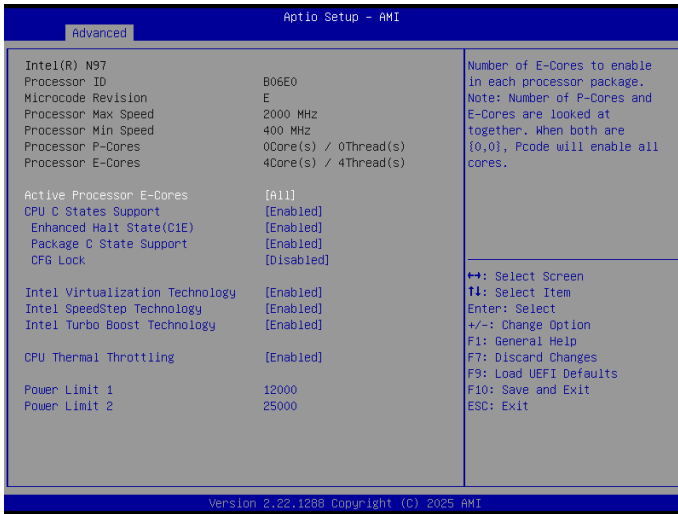 Aptio Setup - AMI
Advanced
Intel(R) N97
Processor ID B06E0
Microcode Revision E
Processor Max Speed 2000 MHz
Processor Min Speed 400 MHz
Processor P-Cores 0Core(s) / 0Thread(s)
Processor E-Cores 4Core(s) / 4Thread(s)
Active Processor E-Cores [All]
CPU C States Support [Enabled]
Enhanced Halt State(C1E) [Enabled]
Package C State Support [Enabled]
CFG Lock [Disabled]
Intel Virtualization Technology [Enabled]
Intel SpeedStep Technology [Enabled]
Intel Turbo Boost Technology [Enabled]
CPU Thermal Throttling [Enabled]
Power Limit 1 12000
Power Limit 2 25000
Number of E-Cores to enable
in each processor package.
Note: Number of P-Cores and
E-Cores are looked at
together. When both are
{0,0}, Pcode will enable all
cores.
↔: Select Screen
↑↓: Select Item
Enter: Select
+/-: Change Option
F1: General Help
F7: Discard Changes
F9: Load UEFI Defaults
F10: Save and Exit
ESC: Exit
Version 2.22.1288 Copyright (C) 2025 AMI